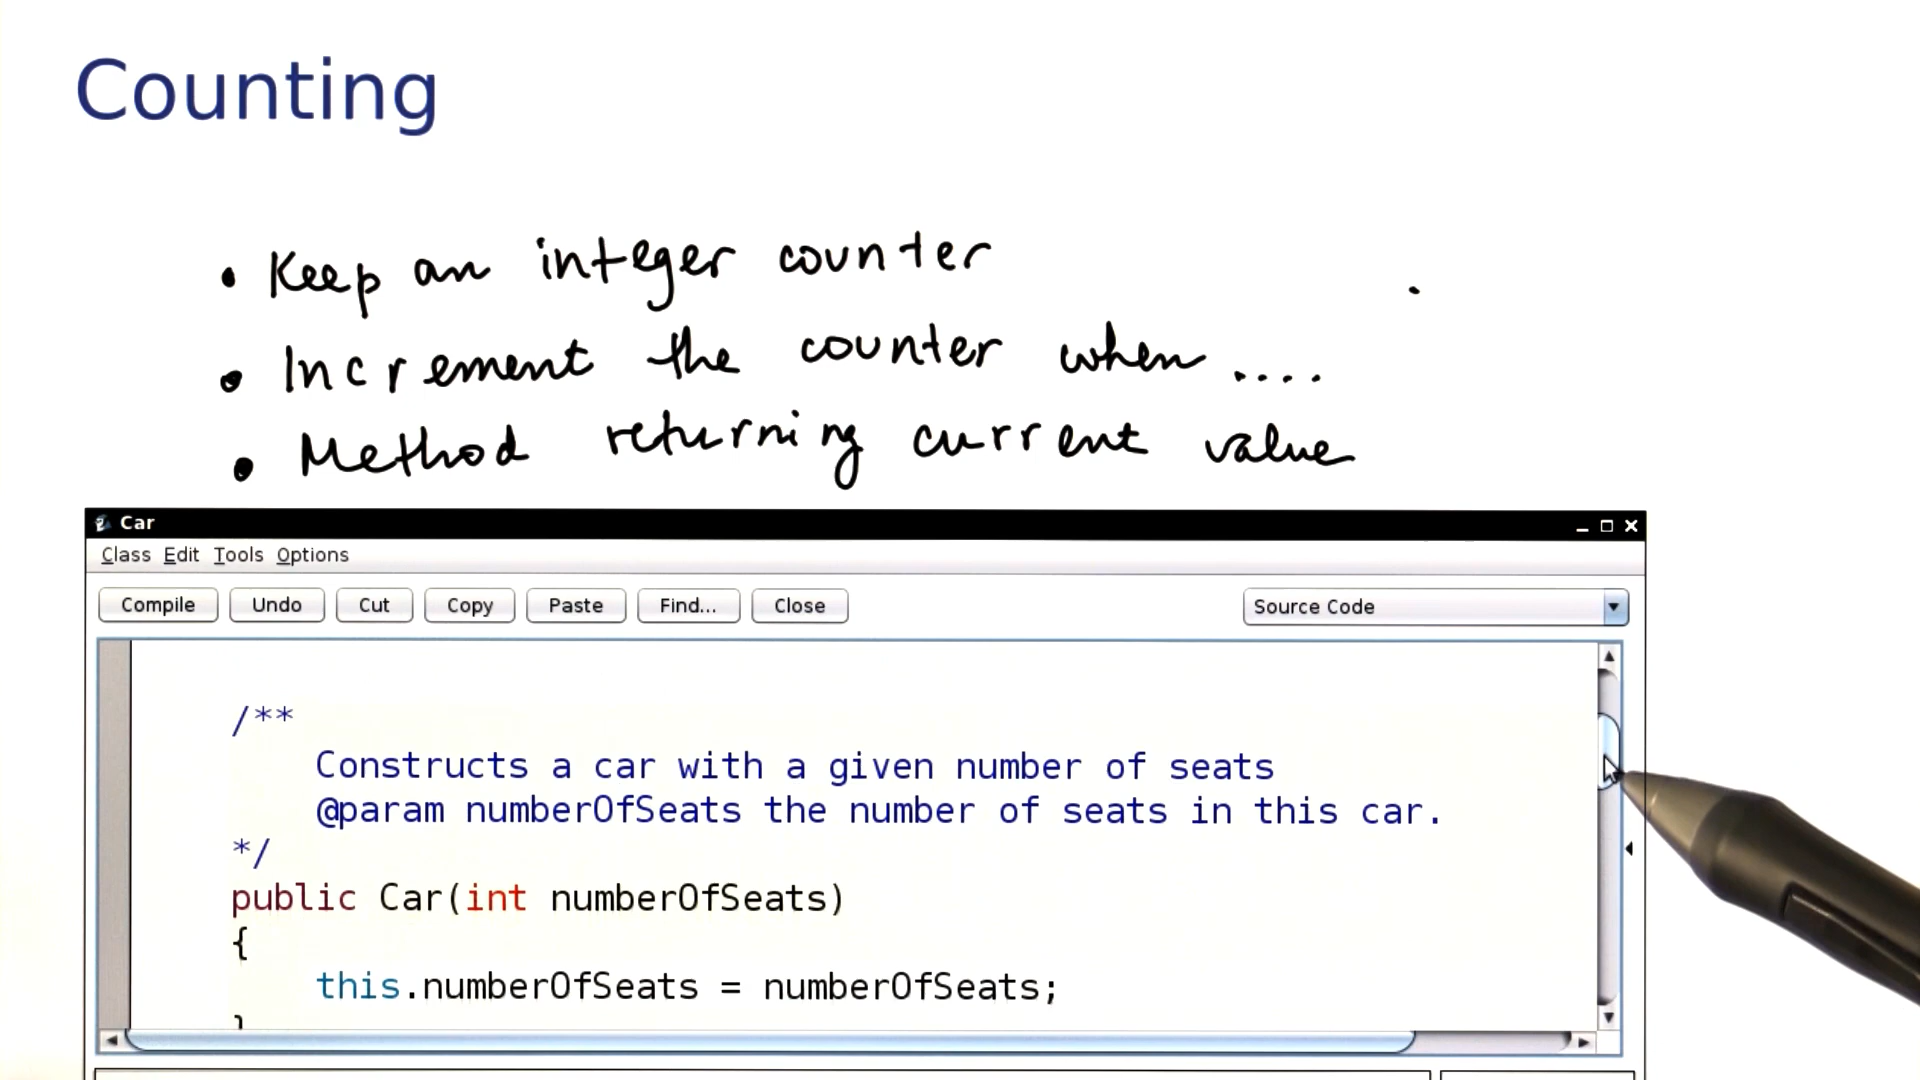 Counting
• Keep an integer counter
• Increment the counter when ....
• Method returning current value
Car
Class Edit Tools Options
Compile Undo Cut Copy Paste Find... Close Source Code
/**
Constructs a car with a given number of seats
@param numberOfSeats the number of seats in this car.
*/
public Car(int numberOfSeats)
{
this.numberOfSeats = numberOfSeats;
}